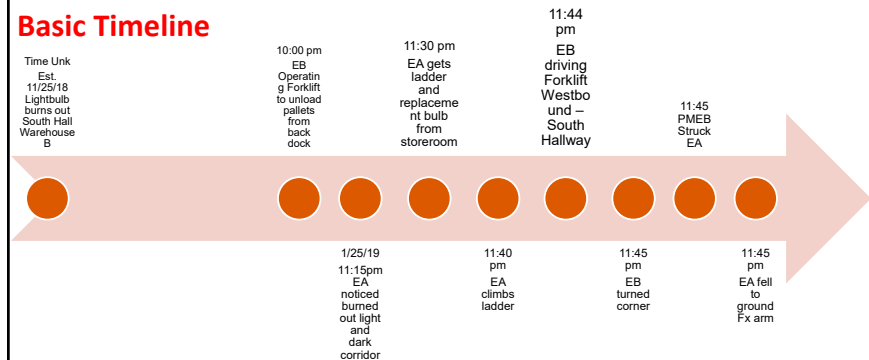 Basic Timeline
Time Unk
Est.
11/25/18
Lightbulb
burns out
South Hall
Warehouse
B
10:00 pm
EB
Operatin
g Forklift
to unload
pallets
from
back
dock
1/25/19
11:15pm
EA
noticed
burned
out light
and
dark
corridor
11:30 pm
EA gets
ladder
and
replaceme
nt bulb
from
storeroom
11:40
pm
EA
climbs
ladder
11:44
pm
EB
driving
Forklift
Westbo
und –
South
Hallway
11:45
pm
EB
turned
corner
11:45
PMEB
Struck
EA
11:45
pm
EA fell
to
ground
Fx arm